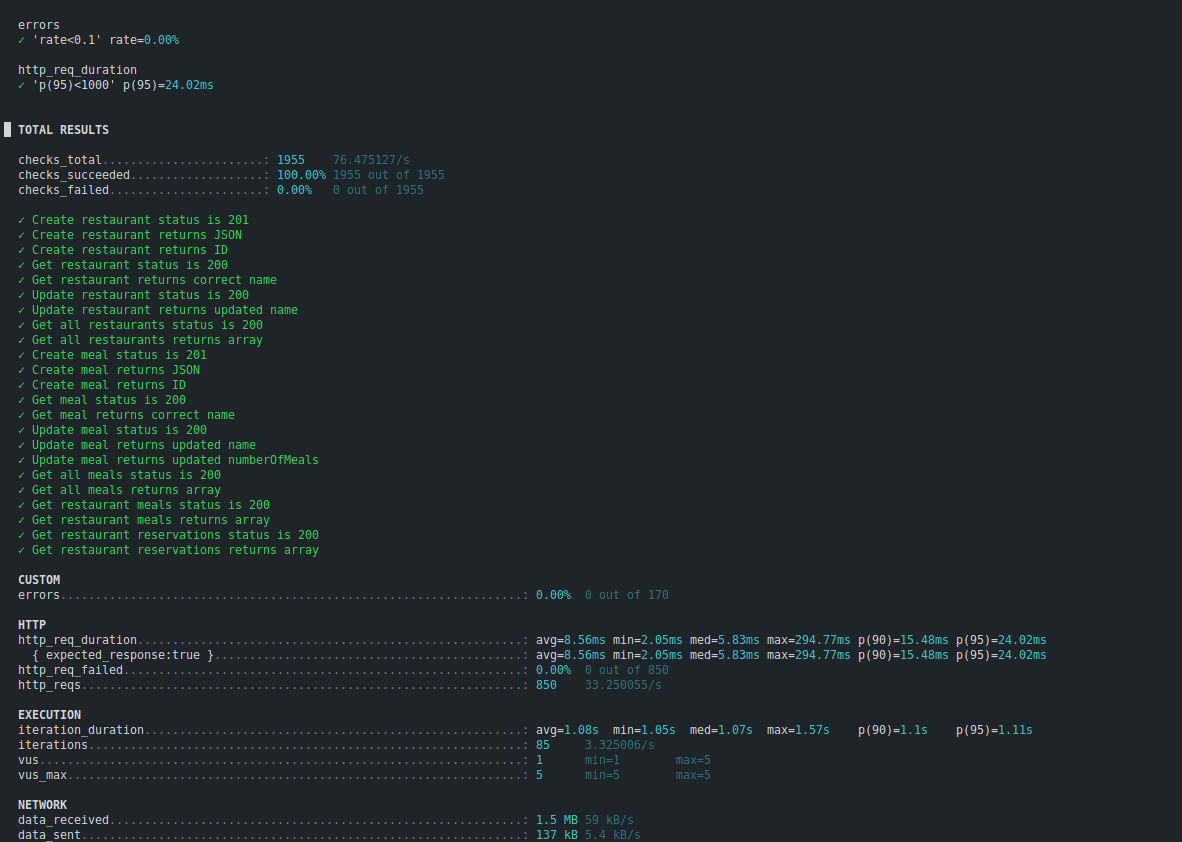 errors
✓ 'rate<0.1' rate=0.00%
http_req_duration
✓ 'p(95)<1000' p(95)=24.02ms
TOTAL RESULTS
checks_total.......................: 1955    76.475127/s
checks_succeeded...................: 100.00% 1955 out of 1955
checks_failed......................: 0.00%   0 out of 1955
✓ Create restaurant status is 201
✓ Create restaurant returns JSON
✓ Create restaurant returns ID
✓ Get restaurant status is 200
✓ Get restaurant returns correct name
✓ Update restaurant status is 200
✓ Update restaurant returns updated name
✓ Get all restaurants status is 200
✓ Get all restaurants returns array
✓ Create meal status is 201
✓ Create meal returns JSON
✓ Create meal returns ID
✓ Get meal status is 200
✓ Get meal returns correct name
✓ Update meal status is 200
✓ Update meal returns updated name
✓ Update meal returns updated numberOfMeals
✓ Get all meals status is 200
✓ Get all meals returns array
✓ Get restaurant meals status is 200
✓ Get restaurant meals returns array
✓ Get restaurant reservations status is 200
✓ Get restaurant reservations returns array
CUSTOM
errors..................................................................: 0.00%  0 out of 170
HTTP
http_req_duration.......................................................: avg=8.56ms min=2.05ms med=5.83ms max=294.77ms p(90)=15.48ms p(95)=24.02ms
  { expected_response:true }............................................: avg=8.56ms min=2.05ms med=5.83ms max=294.77ms p(90)=15.48ms p(95)=24.02ms
http_req_failed.........................................................: 0.00%  0 out of 850
http_reqs...............................................................: 850    33.250055/s
EXECUTION
iteration_duration......................................................: avg=1.08s  min=1.05s  med=1.07s  max=1.57s    p(90)=1.1s    p(95)=1.11s
iterations..............................................................: 85     3.325006/s
vus.....................................................................: 1      min=1        max=5
vus_max.................................................................: 5      min=5        max=5
NETWORK
data_received...........................................................: 1.5 MB 59 kB/s
data_sent...............................................................: 137 kB 5.4 kB/s